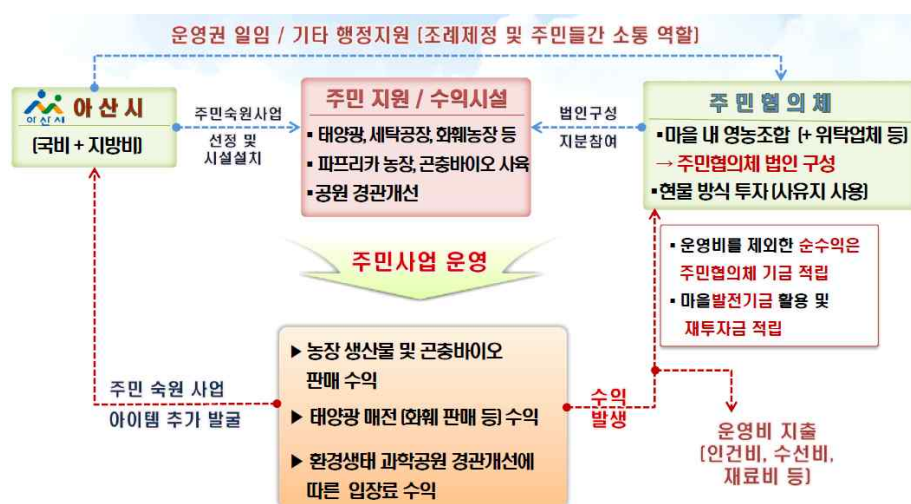 운영권 일임 / 기타 행정지원 (조례제정 및 주민들간 소통 역할)
아산시
아산시
(국비 + 지방비)
주민숙원사업
선정 및
시설설치
주민 지원 / 수익시설
▪ 태양광, 세탁공장, 화훼농장 등
▪ 파프리카 농장, 곤충바이오 사육
▪ 공원 경관개선
법인구성
지분참여
주민협의체
▪ 마을 내 영농조합 (+ 위탁업체 등)
→ 주민협의체 법인 구성
▪ 현물 방식 투자 (사유지 사용)
▪ 운영비를 제외한 순수익은
주민협의체 기금 적립
▪ 마을발전기금 활용 및
재투자금 적립
주민사업 운영
▶ 농장 생산물 및 곤충바이오
판매 수익
▶ 태양광 매전 (화훼 판매 등) 수익
▶ 환경생태 과학공원 경관개선에
따른 입장료 수익
주민 숙원 사업
아이템 추가 발굴
수익
발생
운영비 지출
(인건비, 수선비,
재료비 등)